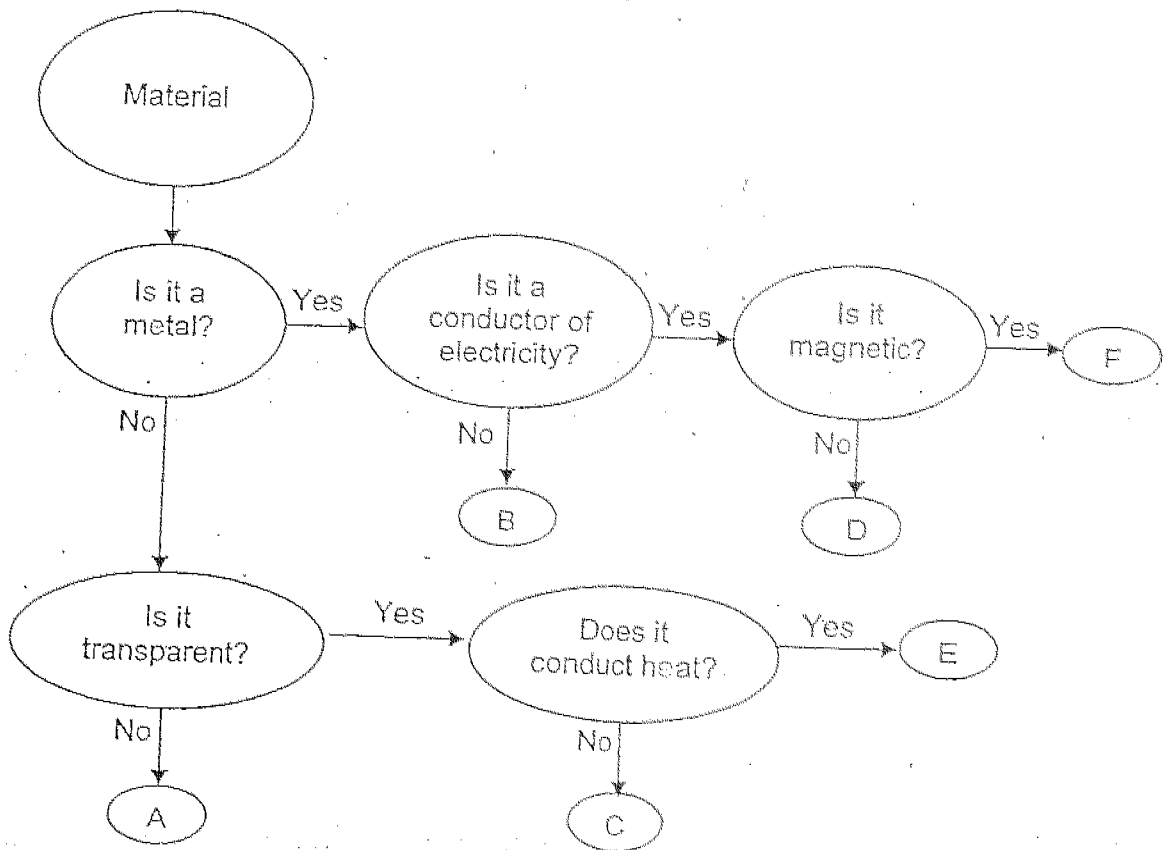 Material
Is it a
metal?
Yes
Is it a
conductor of
electricity?
Yes
Is it
magnetic?
Yes
F
No
No
B
No
D
Is it
transparent?
Yes
Does it
conduct heat?
Yes
E
No
A
No
C